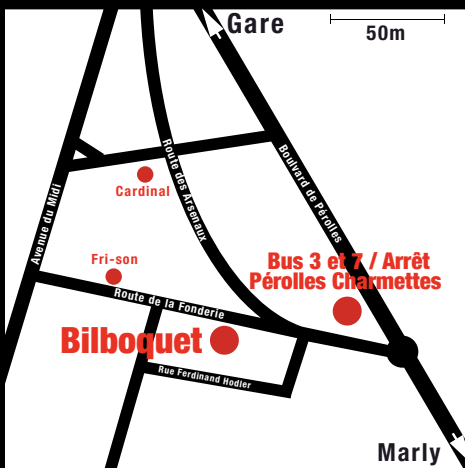 Gare
50m
Boulvard de Pérolles
Route des Arsenaux
Avenue du Midi
Cardinal
Fri-son
Bus 3 et 7 / Arrêt
Pérolles Charmettes
Route de la Fonderie
Bilboquet
Rue Ferdinand Hodler
Marly